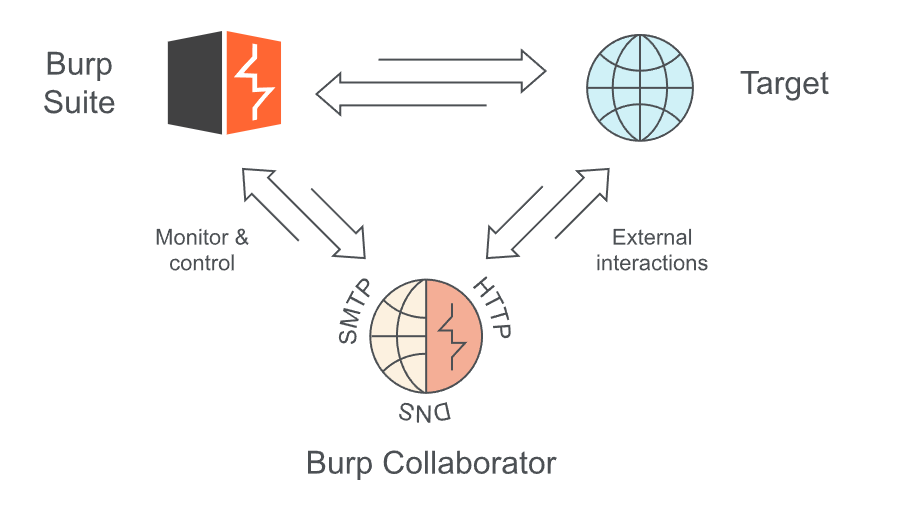 Burp
Suite
Target
Monitor &
control
External
interactions
SMTP
HTTP
DNS
Burp Collaborator